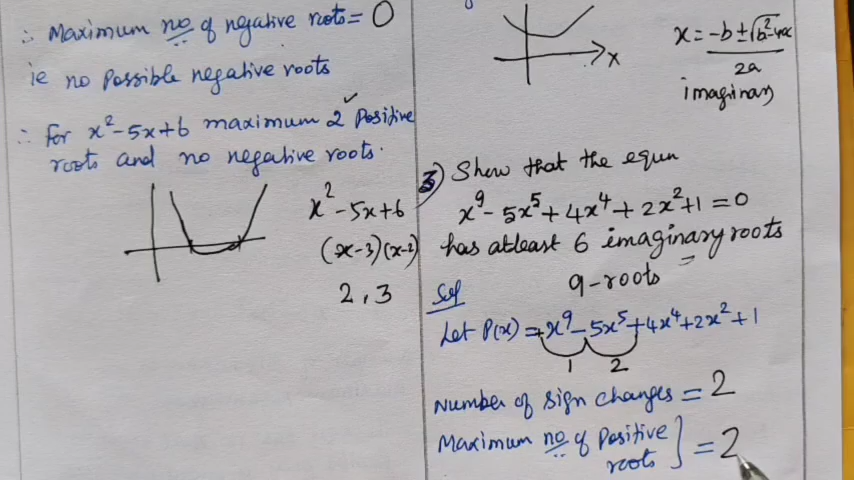 ∴ Maximum no of negative roots = 0
ie no possible negative roots
∴ For x² - 5x + 6 maximum 2 Positive
roots and no negative roots.
x² - 5x + 6
(x-3)(x-2)
2, 3
x
x = -b ± √b²-4ac
2a
imaginary
3) Show that the equn
x⁹ - 5x⁵ + 4x⁴ + 2x² + 1 = 0
has atleast 6 imaginary roots
9-roots
Sol
Let P(x) = +x⁹ - 5x⁵ + 4x⁴ + 2x² + 1
1 2
Number of sign changes = 2
Maximum no of Positive
roots } = 2